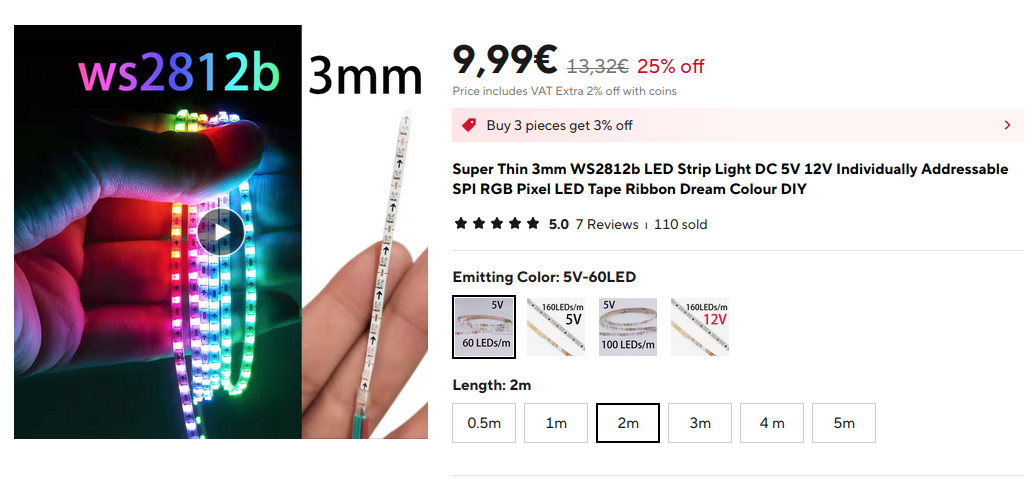 ws2812b
3mm
9,99€ 13,32€ 25% off
Price includes VAT Extra 2% off with coins
Buy 3 pieces get 3% off
Super Thin 3mm WS2812b LED Strip Light DC 5V 12V Individually Addressable
SPI RGB Pixel LED Tape Ribbon Dream Colour DIY
5.0 7 Reviews 110 sold
Emitting Color: 5V-60LED
5V
60 LEDs/m
160LEDs/m
5V
5V
100 LEDs/m
160LEDs/m
12V
Length: 2m
0.5m 1m 2m 3m 4 m 5m